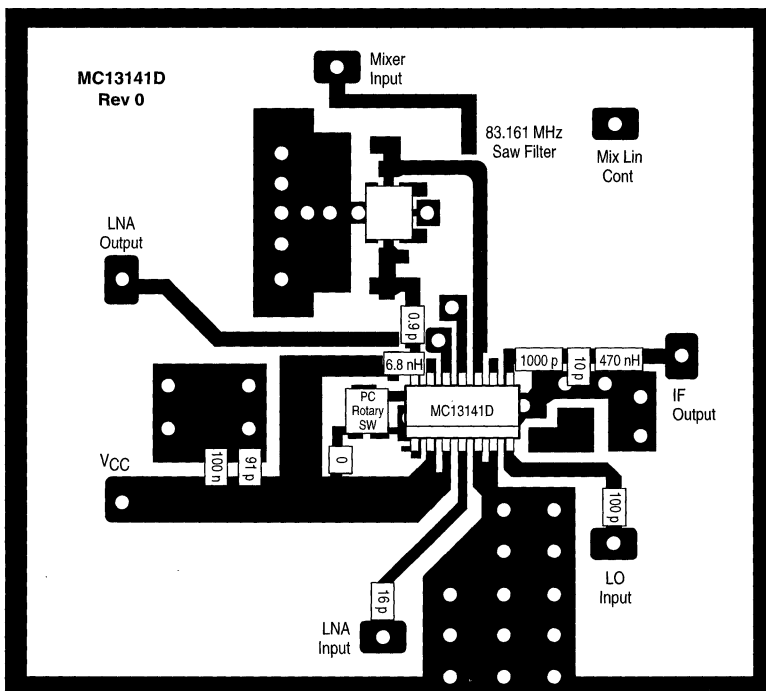 MC13141D
Rev 0
Mixer
Input
83.161 MHz
Saw Filter
Mix Lin
Cont
LNA
Output
0.9 p
6.8 nH
1000 p
10 p
470 nH
PC
Rotary
SW
MC13141D
IF
Output
VCC
100 n
91 p
0
100 p
LO
Input
16 p
LNA
Input